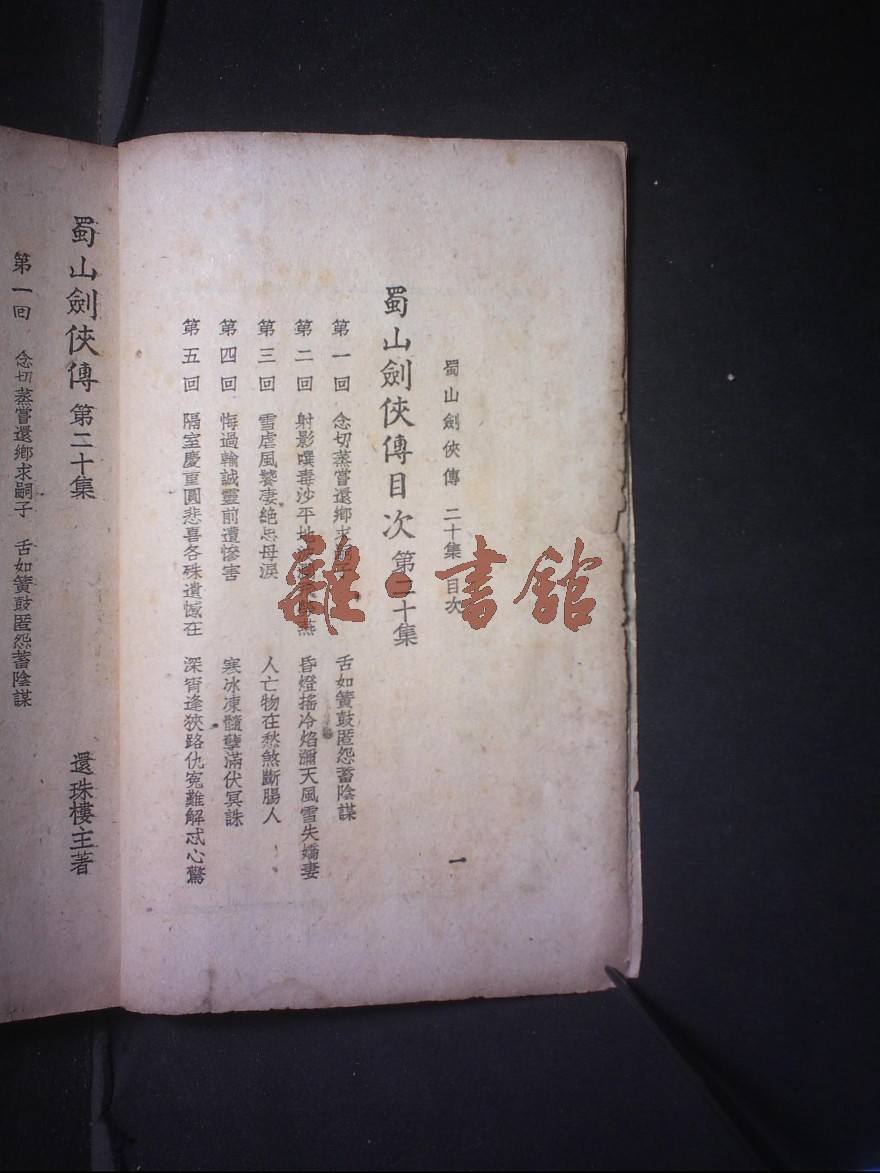 蜀山劍俠傳 二十集 目次 一
蜀山劍俠傳目次 第二十集
第一回 念切蒸嘗還鄉求嗣子 舌如簧鼓匿怨蓄陰謀
第二回 射影噀毒沙平地燕 昏燈搖冷焰瀰天風雪失嬌妻
第三回 雪虐風饕淒絕思母淚 人亡物在愁煞斷腸人
第四回 悔過輸誠靈前遭慘害 寒冰凍髓孽滿伏冥誅
第五回 隔室慶重圓悲喜各殊遺憾在 深宵逢狹路仇冤難解忒心驚
蜀山劍俠傳 第二十集 還珠樓主著
第一回 念切蒸嘗還鄉求嗣子 舌如簧鼓匿怨蓄陰謀
雜·書館